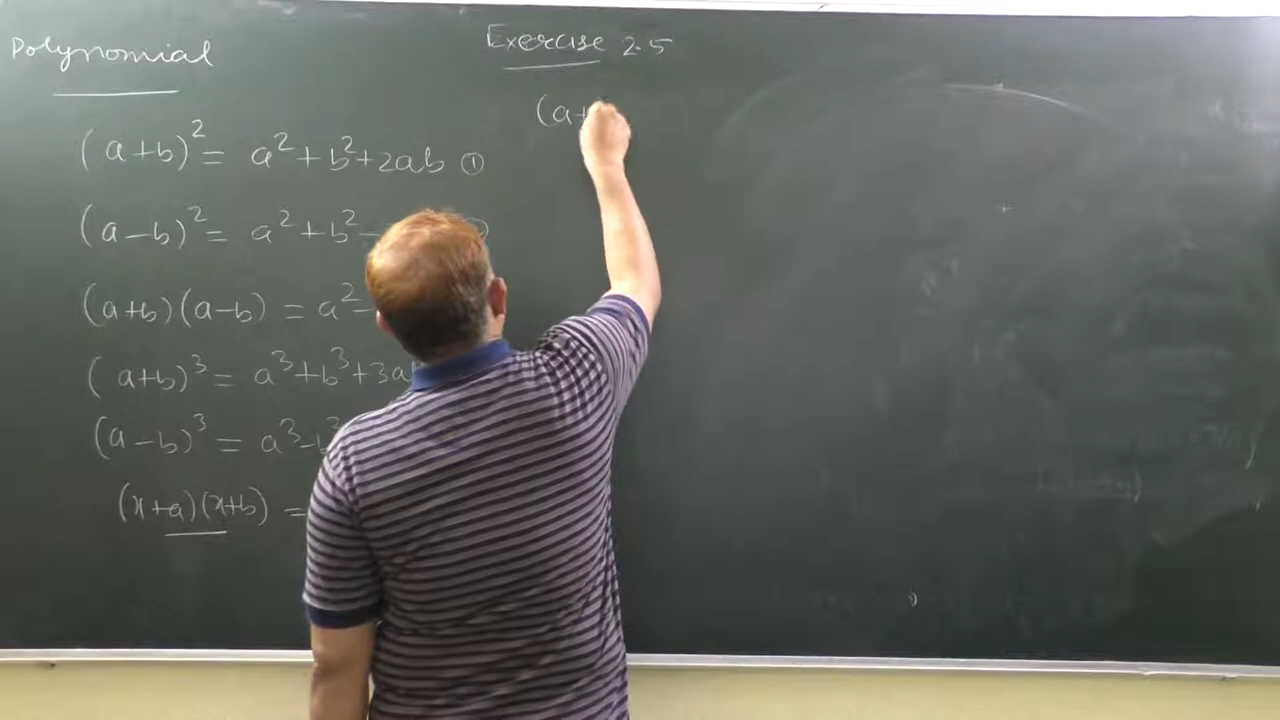 Polynomial
Exercise 2.5
(a+
(a+b)² = a²+b²+2ab ①
(a-b)² = a²+b²-
(a+b)(a-b) = a²-
(a+b)³ = a³+b³+3a
(a-b)³ = a³-b³
(x+a)(x+b) =